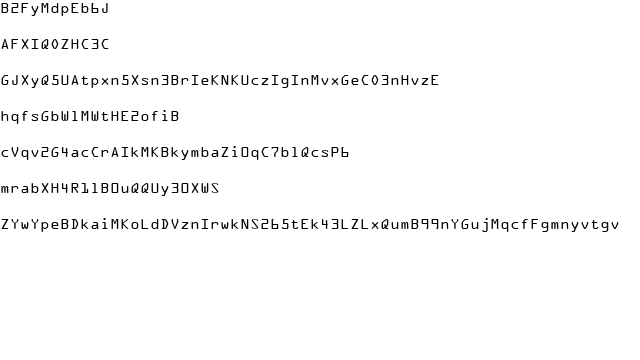 B2FyMdpEb6J
AFXIQ0ZHC3C
GJXyQ5UAtpxn5Xsn3BrIeKNKUczIgInMvxGeC03nHvzE
hqfsGbWlMWtHE2ofiB
cVqv2G4acCrAIkMKBkymbaZiOqC7blQcsP6
mrabXH4R1lBOuQQUy3OXWS
ZYwYpeBDkaiMKoLdDVznIrwkNS265tEk43LZLxQumB99nYGujMqcfFgmnyvtgv